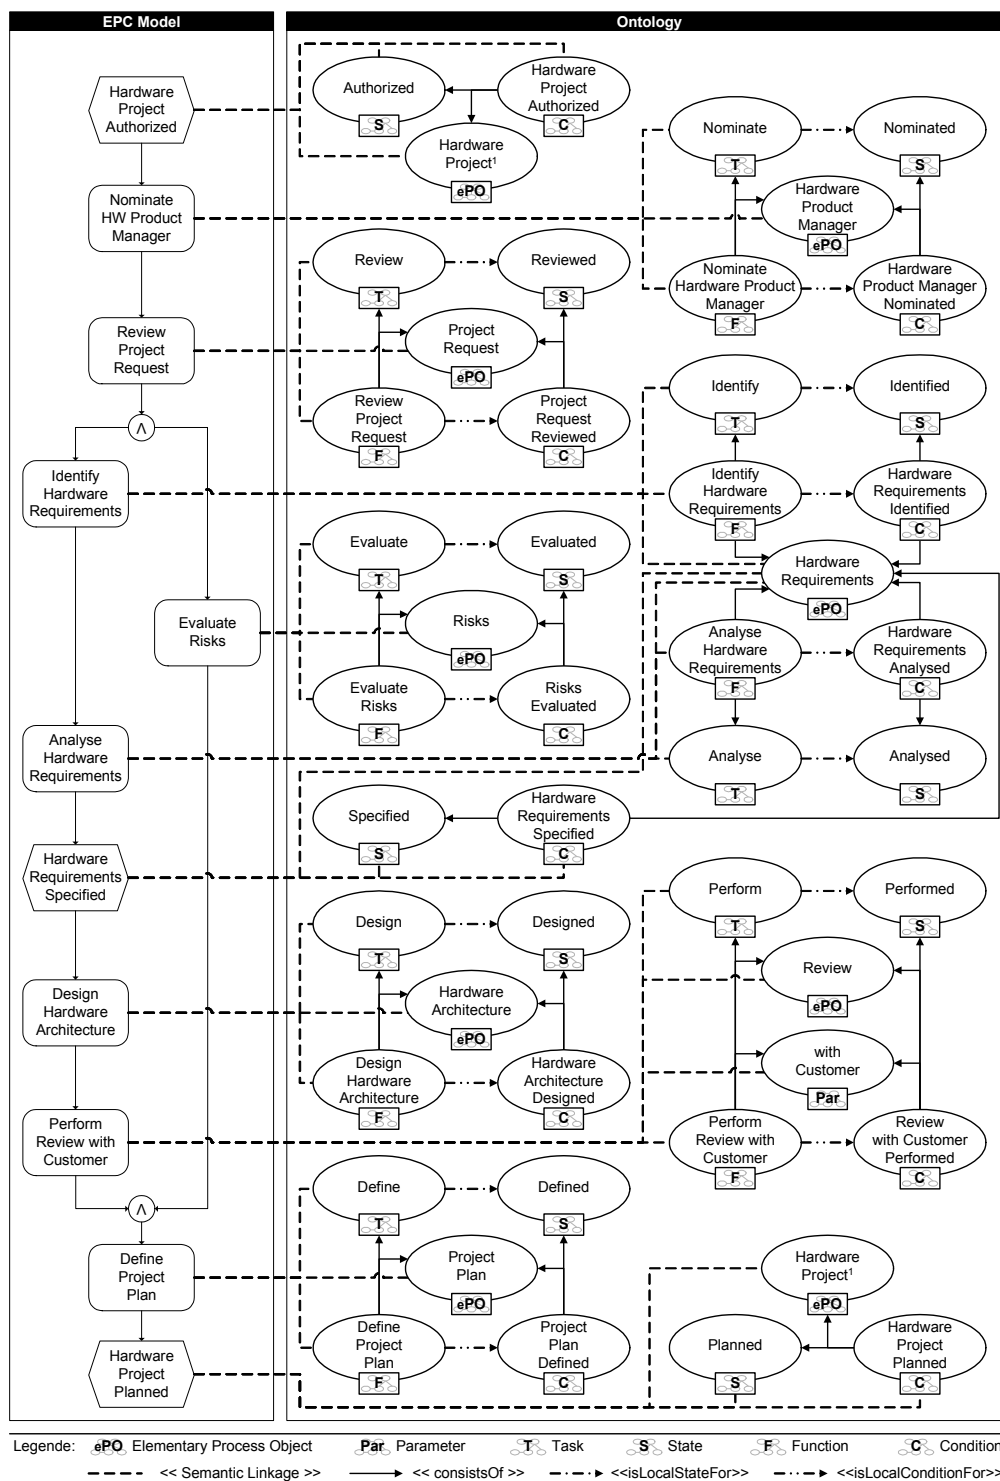 EPC Model
Hardware
Project
Authorized
Nominate
HW Product
Manager
Review
Project
Request
Λ
Identify
Hardware
Requirements
Evaluate
Risks
Analyse
Hardware
Requirements
Hardware
Requirements
Specified
Design
Hardware
Architecture
Perform
Review with
Customer
Λ
Define
Project
Plan
Hardware
Project
Planned
Ontology
Authorized
S
Hardware
Project
Authorized
C
Hardware
Project¹
ePO
Nominate
T
Nominated
S
Hardware
Product
Manager
ePO
Nominate
Hardware Product
Manager
F
Hardware
Product Manager
Nominated
C
Review
T
Reviewed
S
Project
Request
ePO
Review
Project
Request
F
Project
Request
Reviewed
C
Identify
T
Identified
S
Identify
Hardware
Requirements
F
Hardware
Requirements
Identified
C
Hardware
Requirements
ePO
Evaluate
T
Evaluated
S
Risks
ePO
Evaluate
Risks
F
Risks
Evaluated
C
Analyse
Hardware
Requirements
F
Hardware
Requirements
Analysed
C
Analyse
T
Analysed
S
Specified
S
Hardware
Requirements
Specified
C
Design
T
Designed
S
Hardware
Architecture
ePO
Design
Hardware
Architecture
F
Hardware
Architecture
Designed
C
Perform
T
Performed
S
Review
ePO
with
Customer
Par
Perform
Review with
Customer
F
Review
with Customer
Performed
C
Define
T
Defined
S
Project
Plan
ePO
Define
Project
Plan
F
Project
Plan
Defined
C
Hardware
Project¹
ePO
Planned
S
Hardware
Project
Planned
C
Legende: ePO Elementary Process Object Par Parameter T Task S State F Function C Condition
<< Semantic Linkage >> << consistsOf >> <<isLocalStateFor>> <<isLocalConditionFor>>